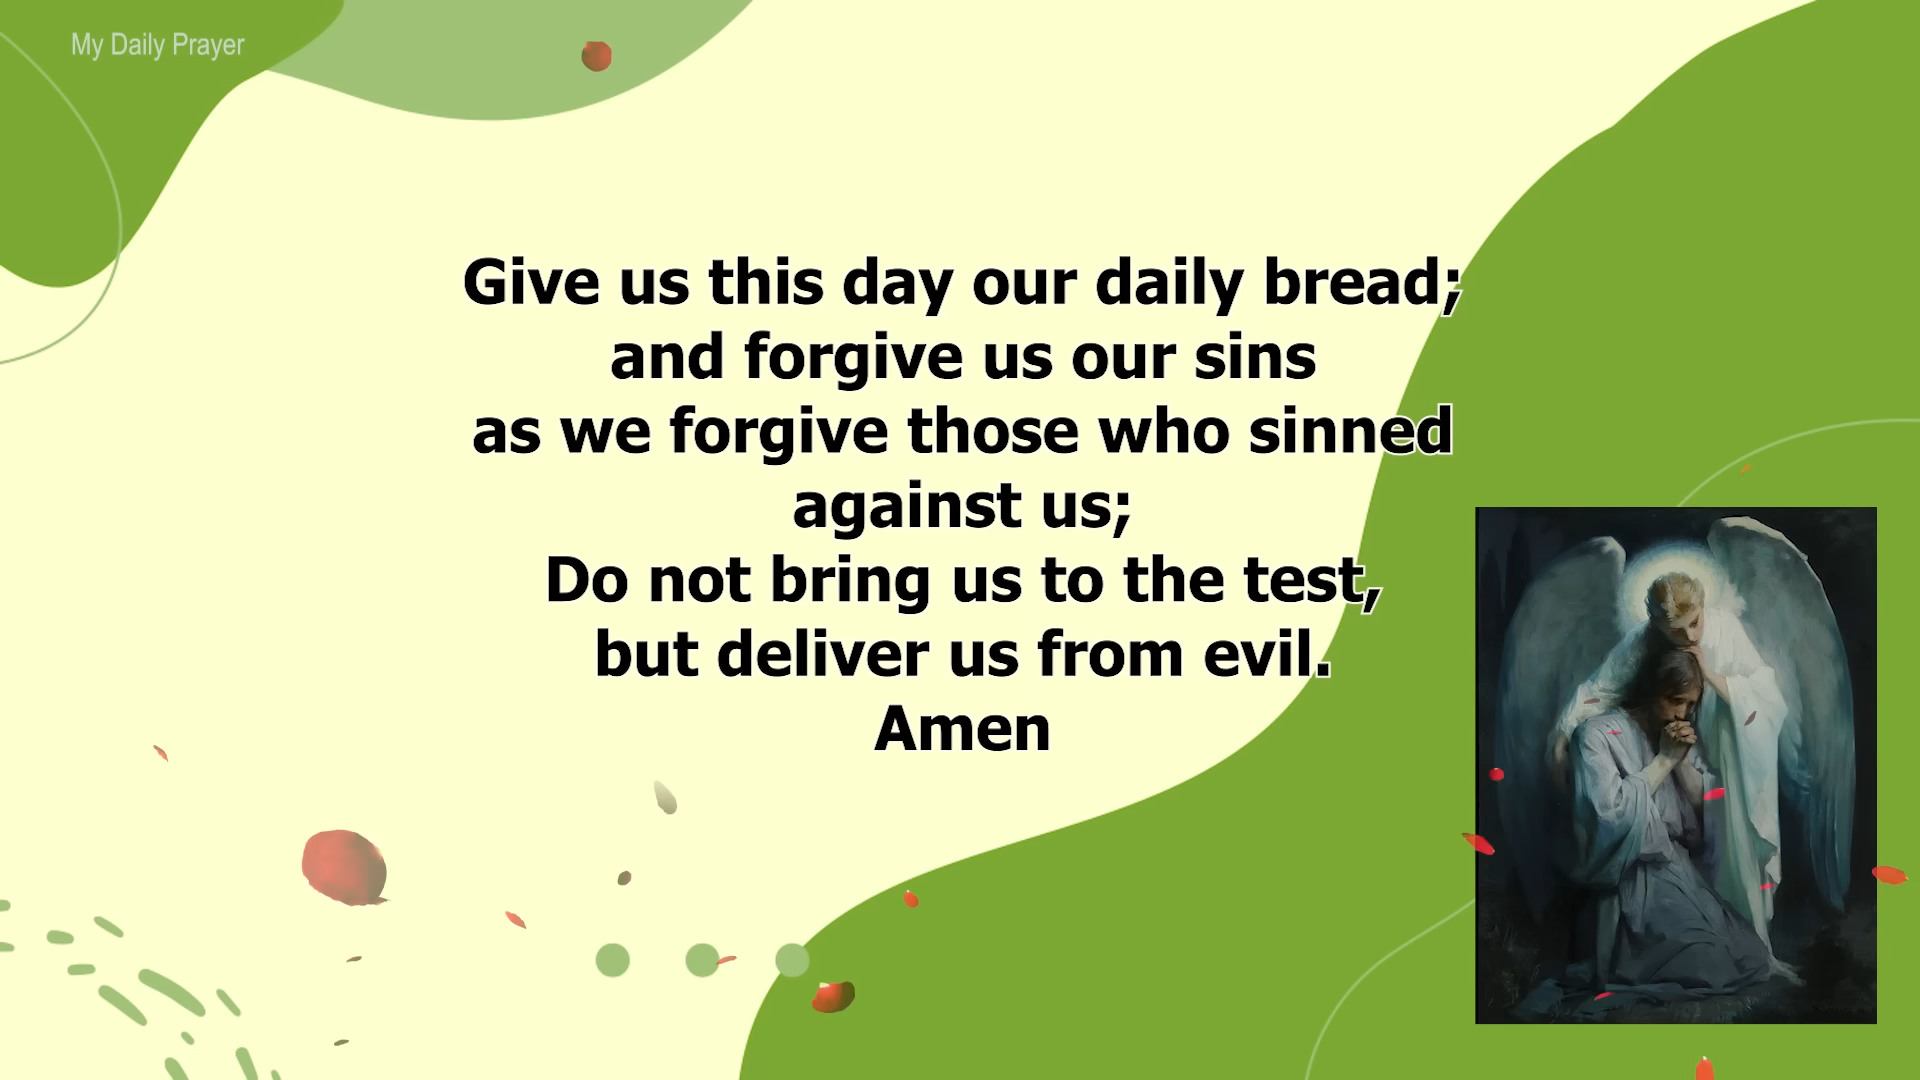 My Daily Prayer
Give us this day our daily bread;
and forgive us our sins
as we forgive those who sinned
against us;
Do not bring us to the test,
but deliver us from evil.
Amen